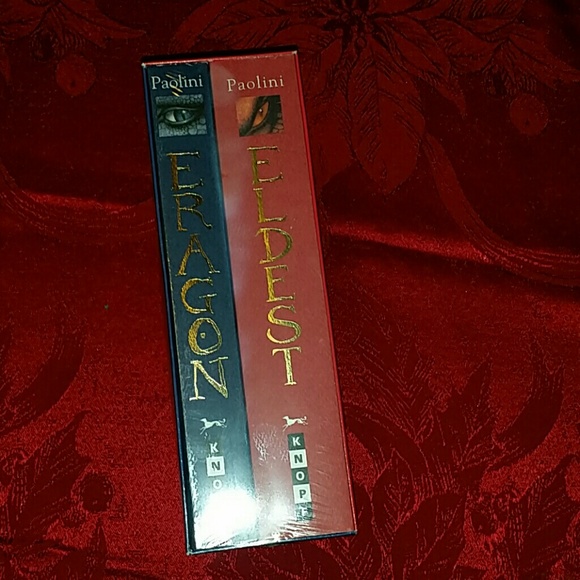 Paolini
ERAGON
KNO
Paolini
ELDEST
KNOPF